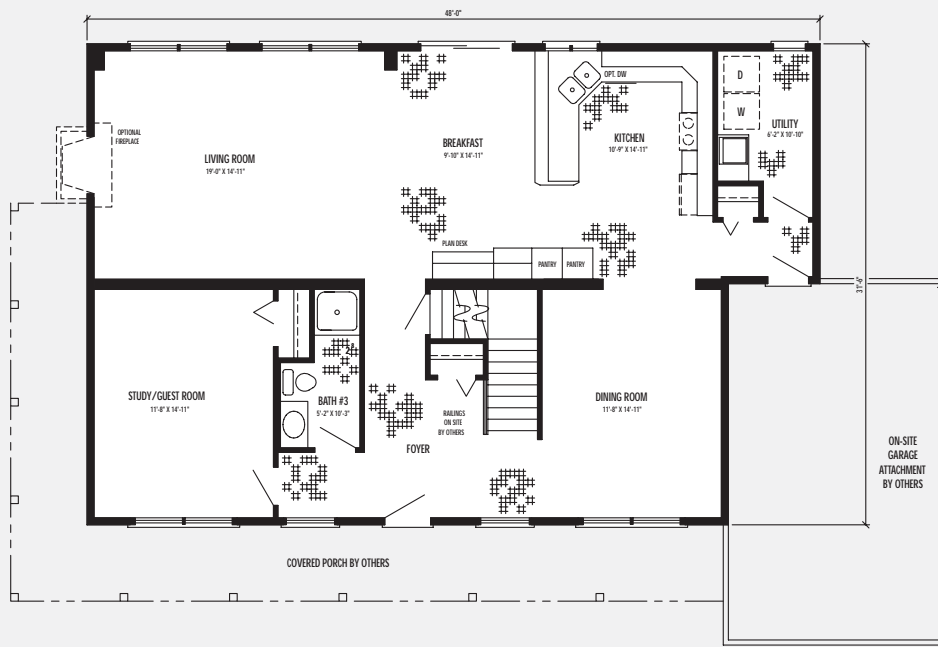 48'-0"
OPT. DW
D
W
UTILITY
6'-2" X 10'-10"
OPTIONAL
FIREPLACE
LIVING ROOM
19'-0" X 14'-11"
BREAKFAST
9'-10" X 14'-11"
KITCHEN
10'-9" X 14'-11"
PLAN DESK
PANTRY
PANTRY
31'-6"
STUDY/GUEST ROOM
11'-8" X 14'-11"
BATH #3
5'-2" X 10'-3"
RAILINGS
ON SITE
BY OTHERS
FOYER
DINING ROOM
11'-8" X 14'-11"
ON-SITE
GARAGE
ATTACHMENT
BY OTHERS
COVERED PORCH BY OTHERS